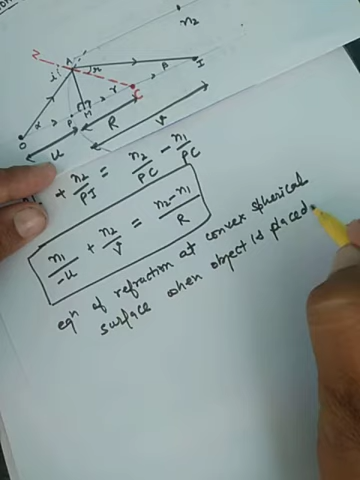 n2
N
A
i
r
α
γ
β
O
P
M
C
I
u
R
v
+ n2/PI = n2/PC - n1/PC
n1/-u + n2/v = n2-n1/R
eqn of refraction at convex spherical
surface when object is placed